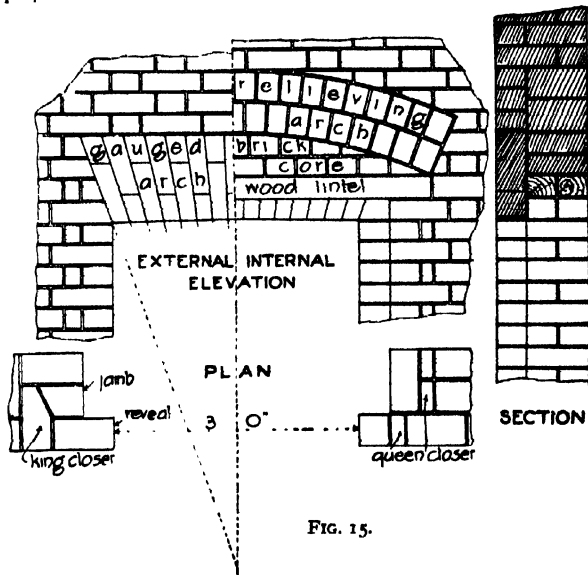 relieving
arch
gauged
arch
brick
core
wood lintel
EXTERNAL INTERNAL
ELEVATION
PLAN
jamb
reveal
3 0"
king closer
queen closer
SECTION
FIG. 15.